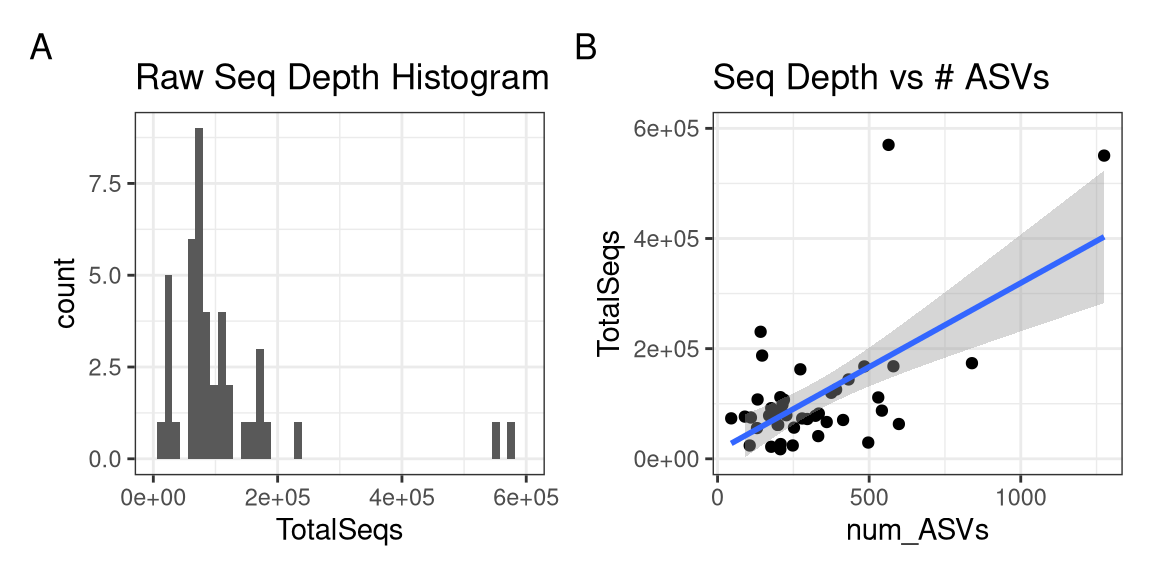 A
Raw Seq Depth Histogram
count
7.5
5.0
2.5
0.0
0e+00 2e+05 4e+05 6e+05
TotalSeqs
B
Seq Depth vs # ASVs
TotalSeqs
6e+05
4e+05
2e+05
0e+00
0 500 1000
num_ASVs